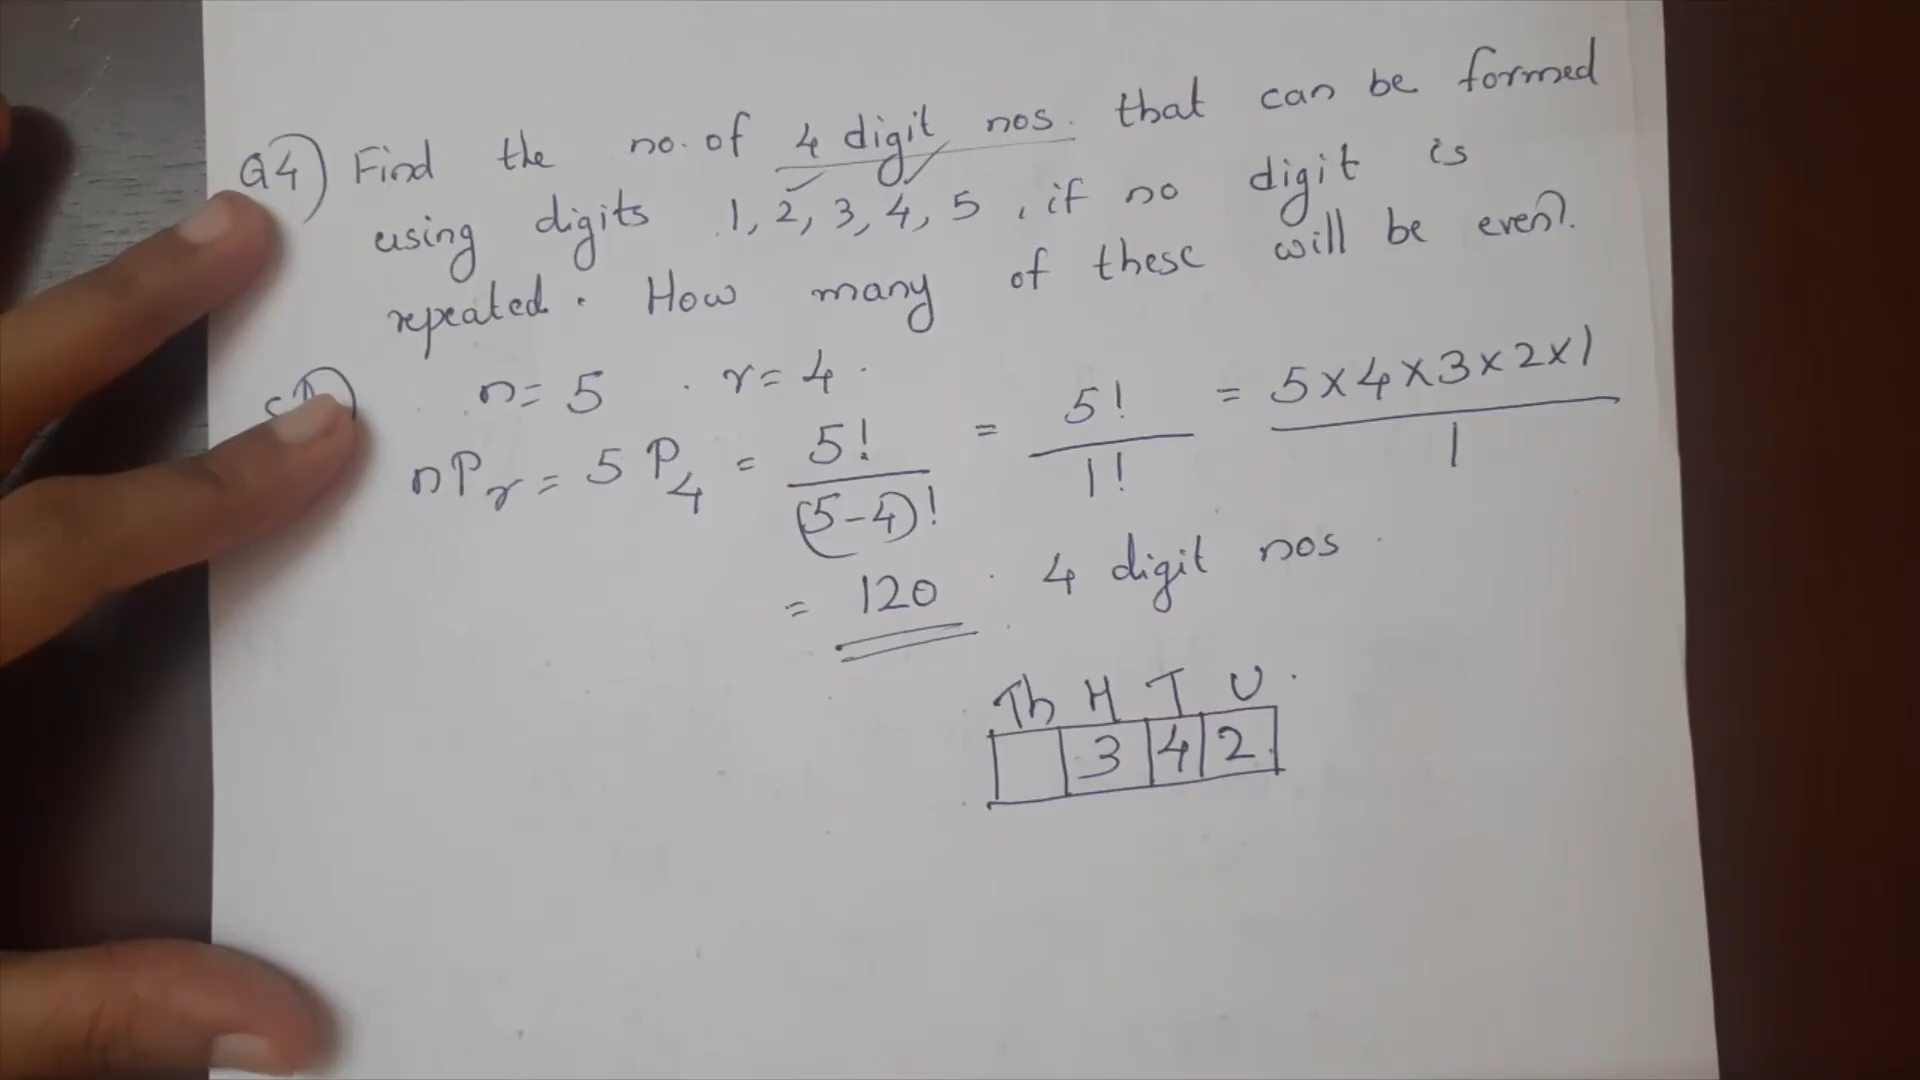 Q4) Find the no. of 4 digit nos. that can be formed
using digits 1, 2, 3, 4, 5, if no digit is
repeated. How many of these will be even?
n = 5 . r = 4 .
nPr = 5P4 = 5!/(5-4)! = 5!/1! = 5×4×3×2×1/1
= 120 . 4 digit nos .
Th H T U .
3 4 2